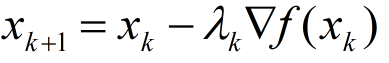 x_{k+1} = x_k − λ_k∇f(x_k)